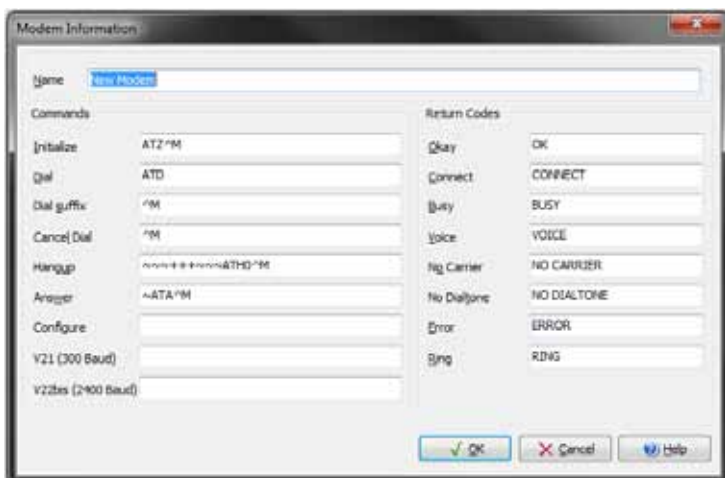 Modem Information
Name New Modem
Commands
Initialize ATZ^M
Dial ATD
Dial suffix ^M
Cancel Dial ^M
Hangup ~~~+++~~~ATH0^M
Answer ~ATA^M
Configure
V21 (300 Baud)
V22bis (2400 Baud)
Return Codes
Okay OK
Connect CONNECT
Busy BUSY
Voice VOICE
No Carrier NO CARRIER
No Dialtone NO DIALTONE
Error ERROR
Ring RING
OK Cancel Help